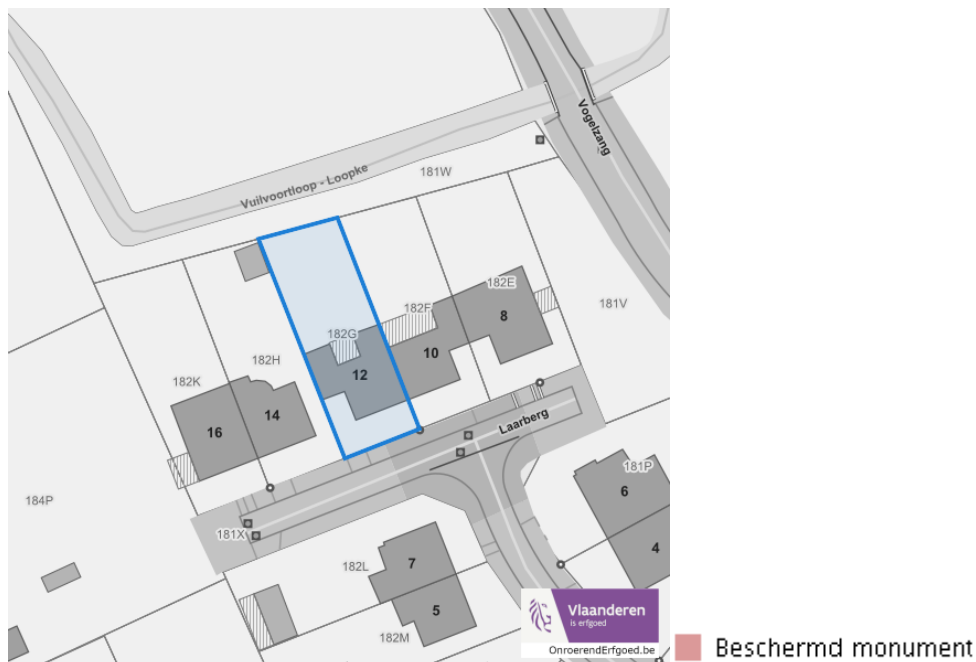 Vogelzang
Vuilvoortloop - Loopke
181W
182E
182F
181V
8
182G
10
12
182H
182K
14
16
Laarberg
181P
6
184P
181X
4
7
182L
5
182M
Vlaanderen
is erfgoed
OnroerendErfgoed.be
Beschermd monument